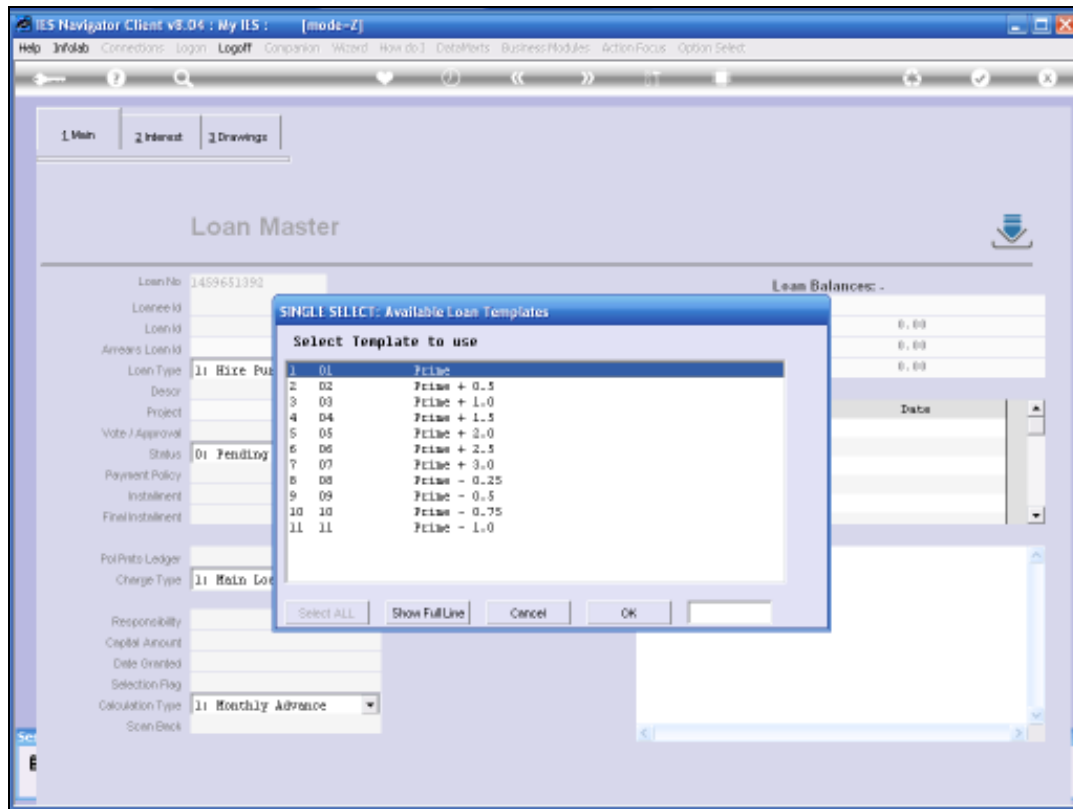 IES Navigator Client v8.04 : My IES : [mode-Z]
Help Infolab Connections Logon Logoff Companion Wizard How do I DataMarts BusinessModules ActionFocus Option Select
1 Main 2 Interest 3 Drawings
Loan Master
Loan No 1459651392
Loan Balances: -
Loanee Id
Loan Id 0.00
Arrears Loan Id 0.00
Loan Type 1: Hire Pur 0.00
Descr
Project Date
Vote / Approval
Status 0: Pending
Payment Policy
Instalment
Final Instalment
Charge Type 1: Main Loa
Responsibility
Capital Amount
Date Granted
Selection Flag
Calculation Type 1: Monthly Advance
Scan Back
SINGLE SELECT: Available Loan Templates
Select Template to use
1 01 Prime
2 02 Prime + 0.5
3 03 Prime + 1.0
4 04 Prime + 1.5
5 05 Prime + 2.0
6 06 Prime + 2.5
7 07 Prime + 3.0
8 08 Prime - 0.25
9 09 Prime - 0.5
10 10 Prime - 0.75
11 11 Prime - 1.0
Select ALL Show Full Line Cancel OK